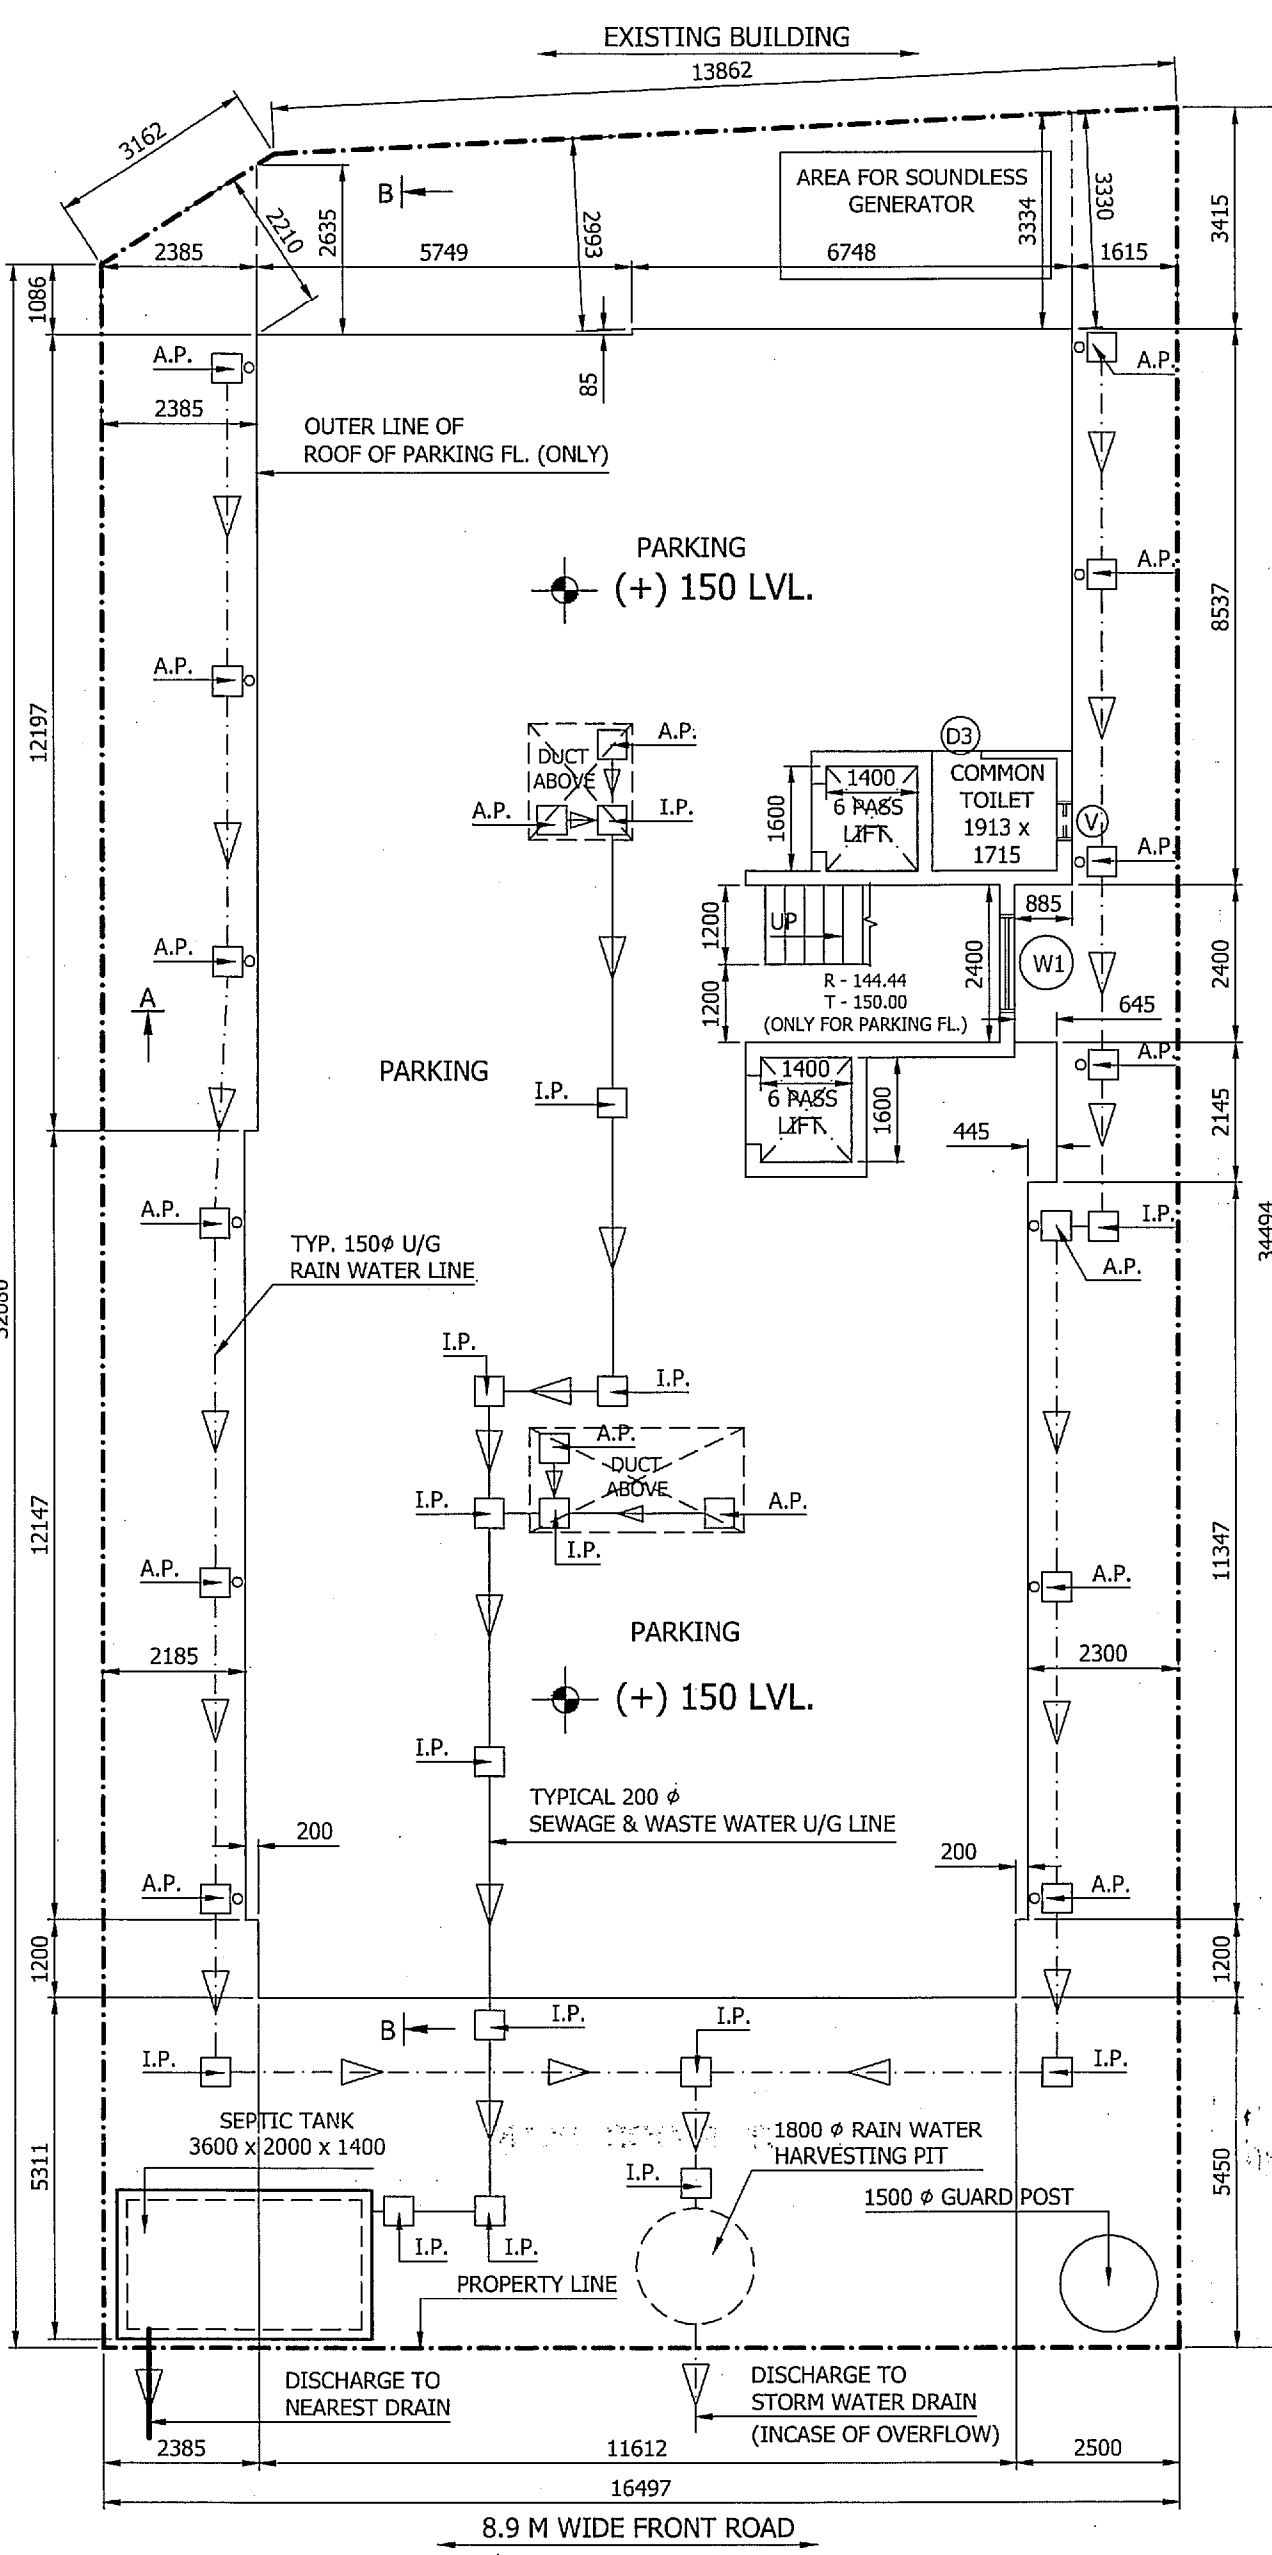 EXISTING BUILDING
13862
3162
AREA FOR SOUNDLESS
GENERATOR
B
2210
2635
2993
3334
3330
3415
2385
5749
6748
1615
1086
A.P.
A.P.
85
2385
OUTER LINE OF
ROOF OF PARKING FL. (ONLY)
PARKING
(+) 150 LVL.
A.P.
8537
A.P.
12197
A.P.
DUCT
ABOVE
A.P.
I.P.
D3
COMMON
TOILET
1913 x
1715
1400
6 PASS
LIFT
1600
V
A.P.
885
UP
1200
2400
W1
2400
A.P.
R - 144.44
T - 150.00
(ONLY FOR PARKING FL.)
1200
645
A
A.P.
PARKING
I.P.
1400
6 PASS
LIFT
1600
445
2145
A.P.
I.P.
A.P.
34494
TYP. 150ϕ U/G
RAIN WATER LINE
I.P.
I.P.
A.P.
DUCT
ABOVE
I.P.
A.P.
I.P.
12147
11347
A.P.
A.P.
PARKING
2185
2300
(+) 150 LVL.
I.P.
TYPICAL 200 ϕ
SEWAGE & WASTE WATER U/G LINE
200
200
A.P.
A.P.
1200
1200
B
I.P.
I.P.
I.P.
I.P.
SEPTIC TANK
3600 x 2000 x 1400
1800 ϕ RAIN WATER
HARVESTING PIT
5311
5450
I.P.
1500 ϕ GUARD POST
I.P.
I.P.
PROPERTY LINE
DISCHARGE TO
NEAREST DRAIN
DISCHARGE TO
STORM WATER DRAIN
(INCASE OF OVERFLOW)
2385
11612
2500
16497
8.9 M WIDE FRONT ROAD